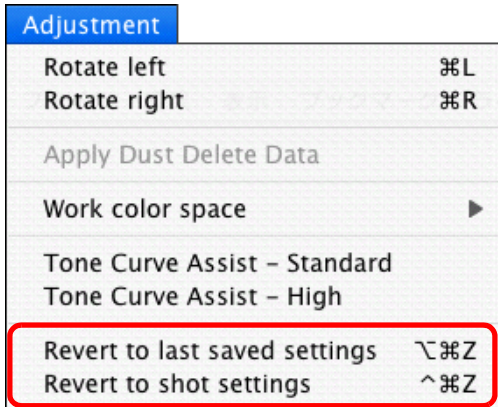 Adjustment
Rotate left ⌘L
Rotate right ⌘R
Apply Dust Delete Data
Work color space ▶
Tone Curve Assist – Standard
Tone Curve Assist – High
Revert to last saved settings ⌥⌘Z
Revert to shot settings ^⌘Z